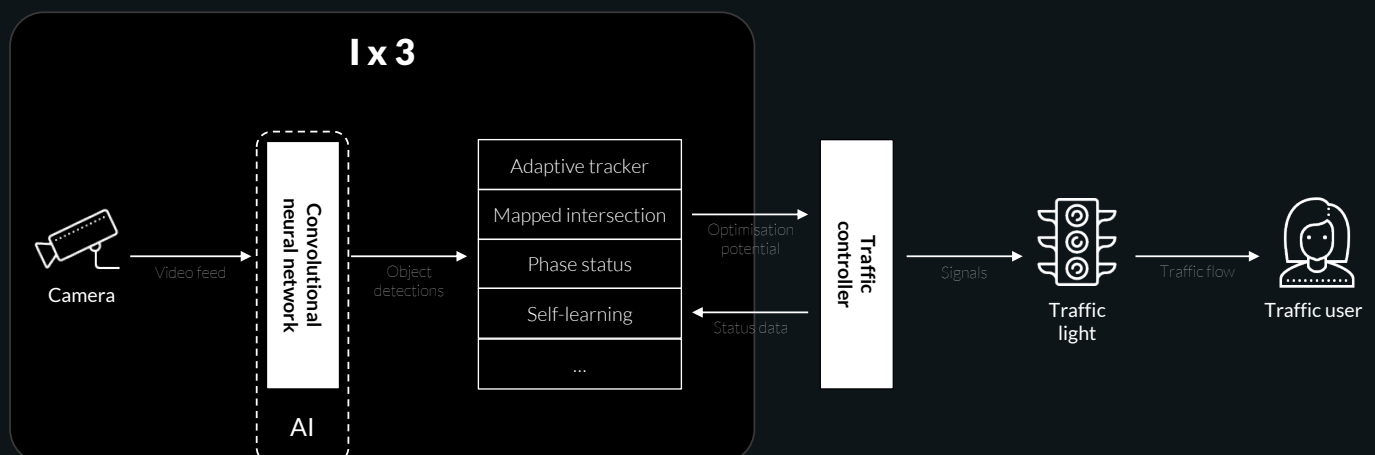 I x 3
Camera
Video feed
Convolutional
neural network
AI
Object
detections
Adaptive tracker
Mapped intersection
Phase status
Self-learning
...
Optimisation
potential
Status data
Traffic
controller
Signals
Traffic
light
Traffic flow
Traffic user